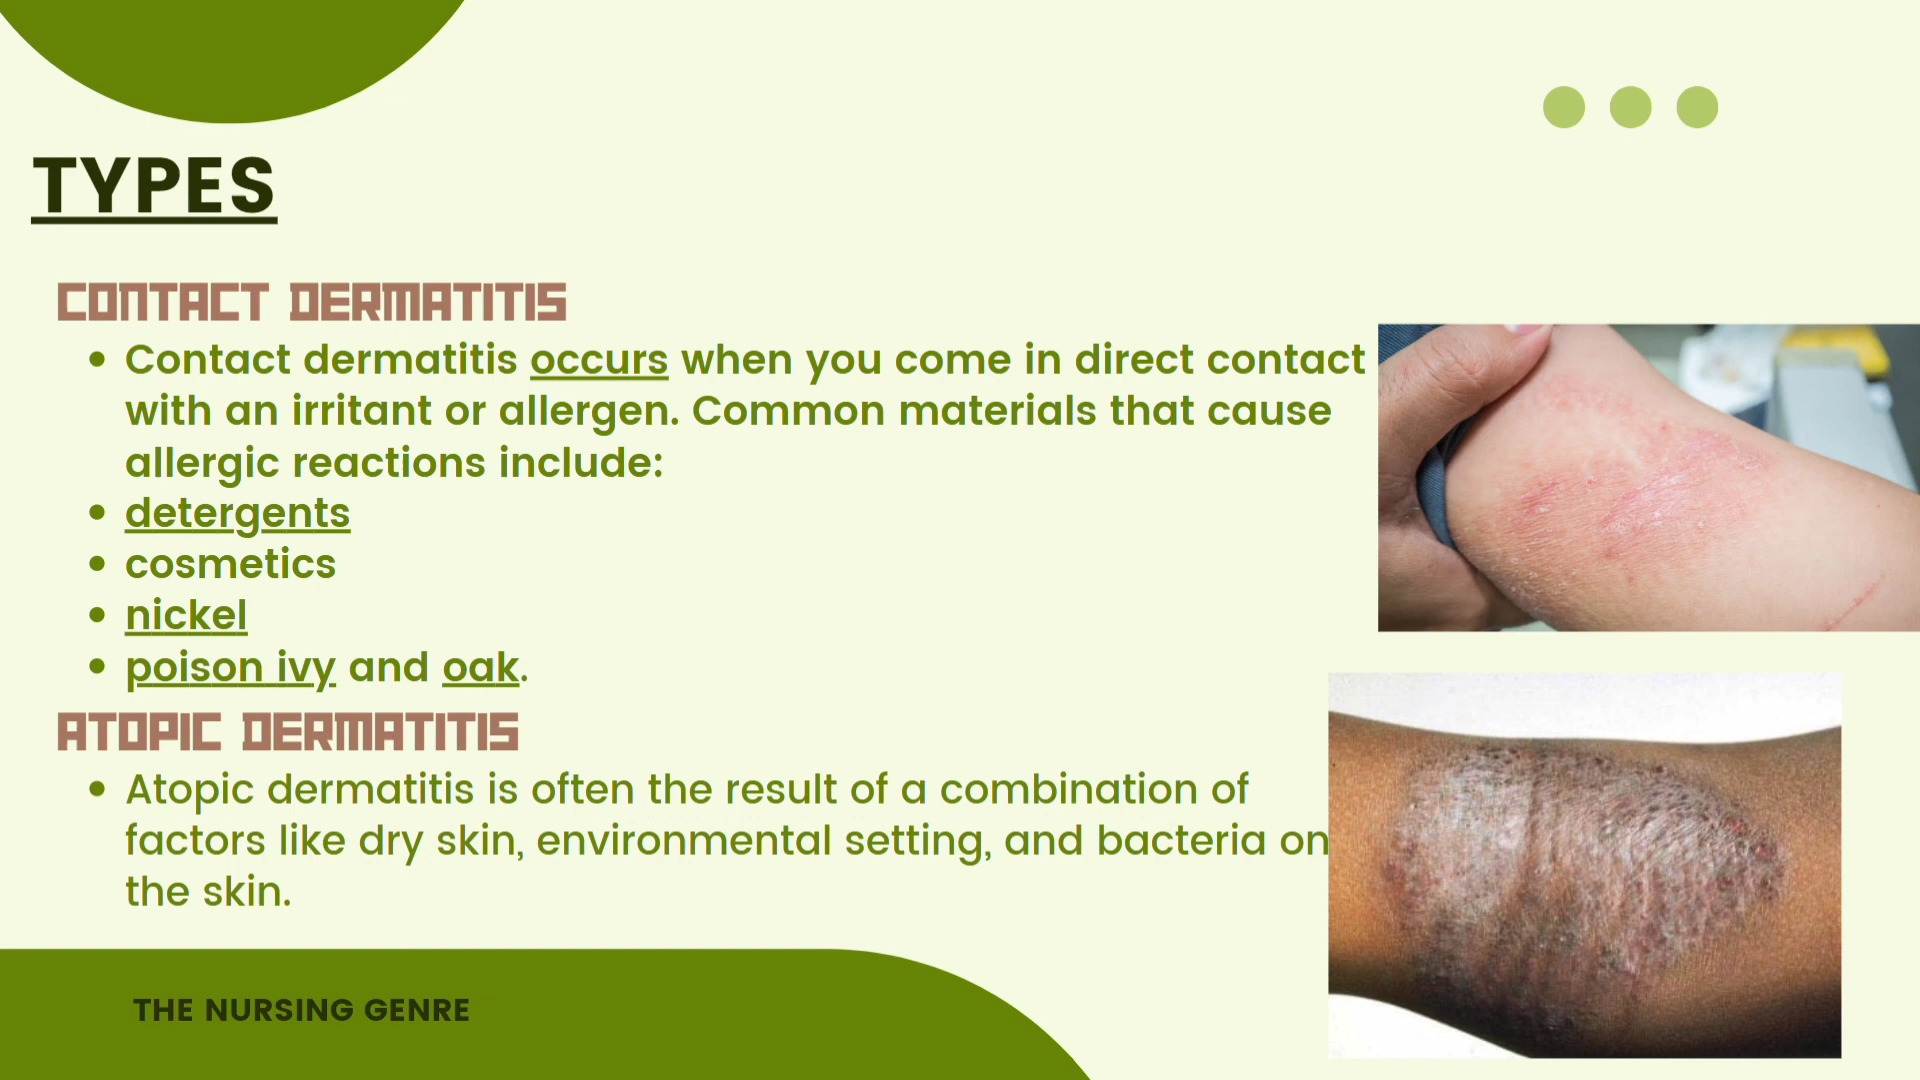 TYPES
CONTACT DERMATITIS
• Contact dermatitis occurs when you come in direct contact
with an irritant or allergen. Common materials that cause
allergic reactions include:
• detergents
• cosmetics
• nickel
• poison ivy and oak.
ATOPIC DERMATITIS
• Atopic dermatitis is often the result of a combination of
factors like dry skin, environmental setting, and bacteria on
the skin.
THE NURSING GENRE